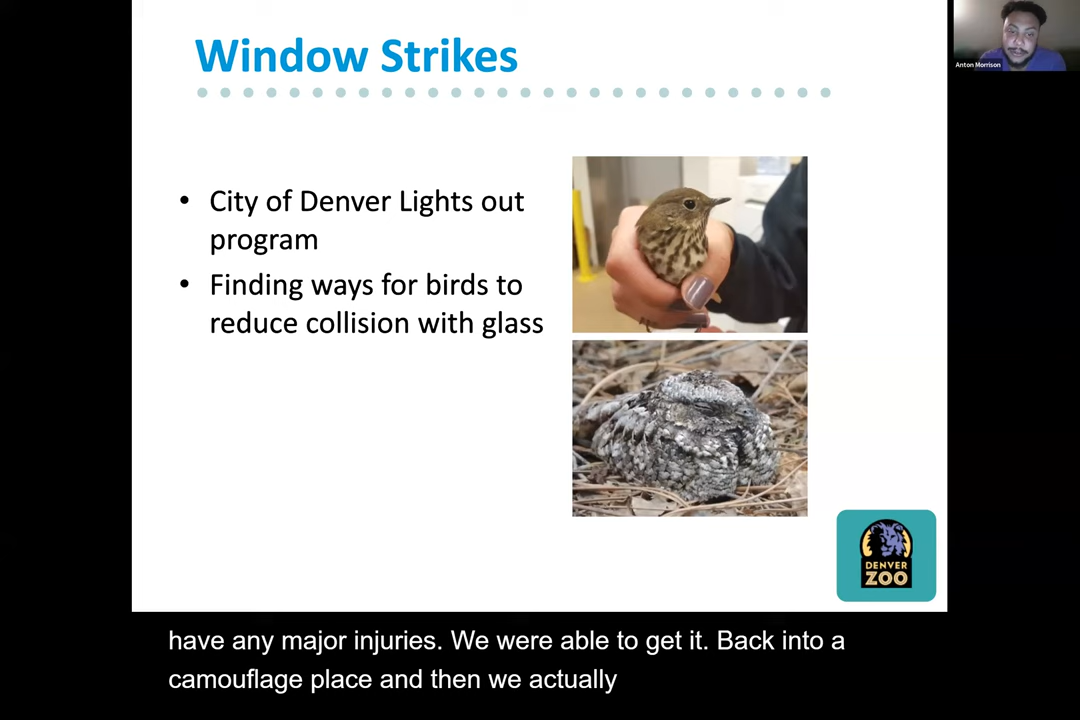 Window Strikes
Anton Morrison
• City of Denver Lights out
program
• Finding ways for birds to
reduce collision with glass
DENVER
ZOO
have any major injuries. We were able to get it. Back into a
camouflage place and then we actually